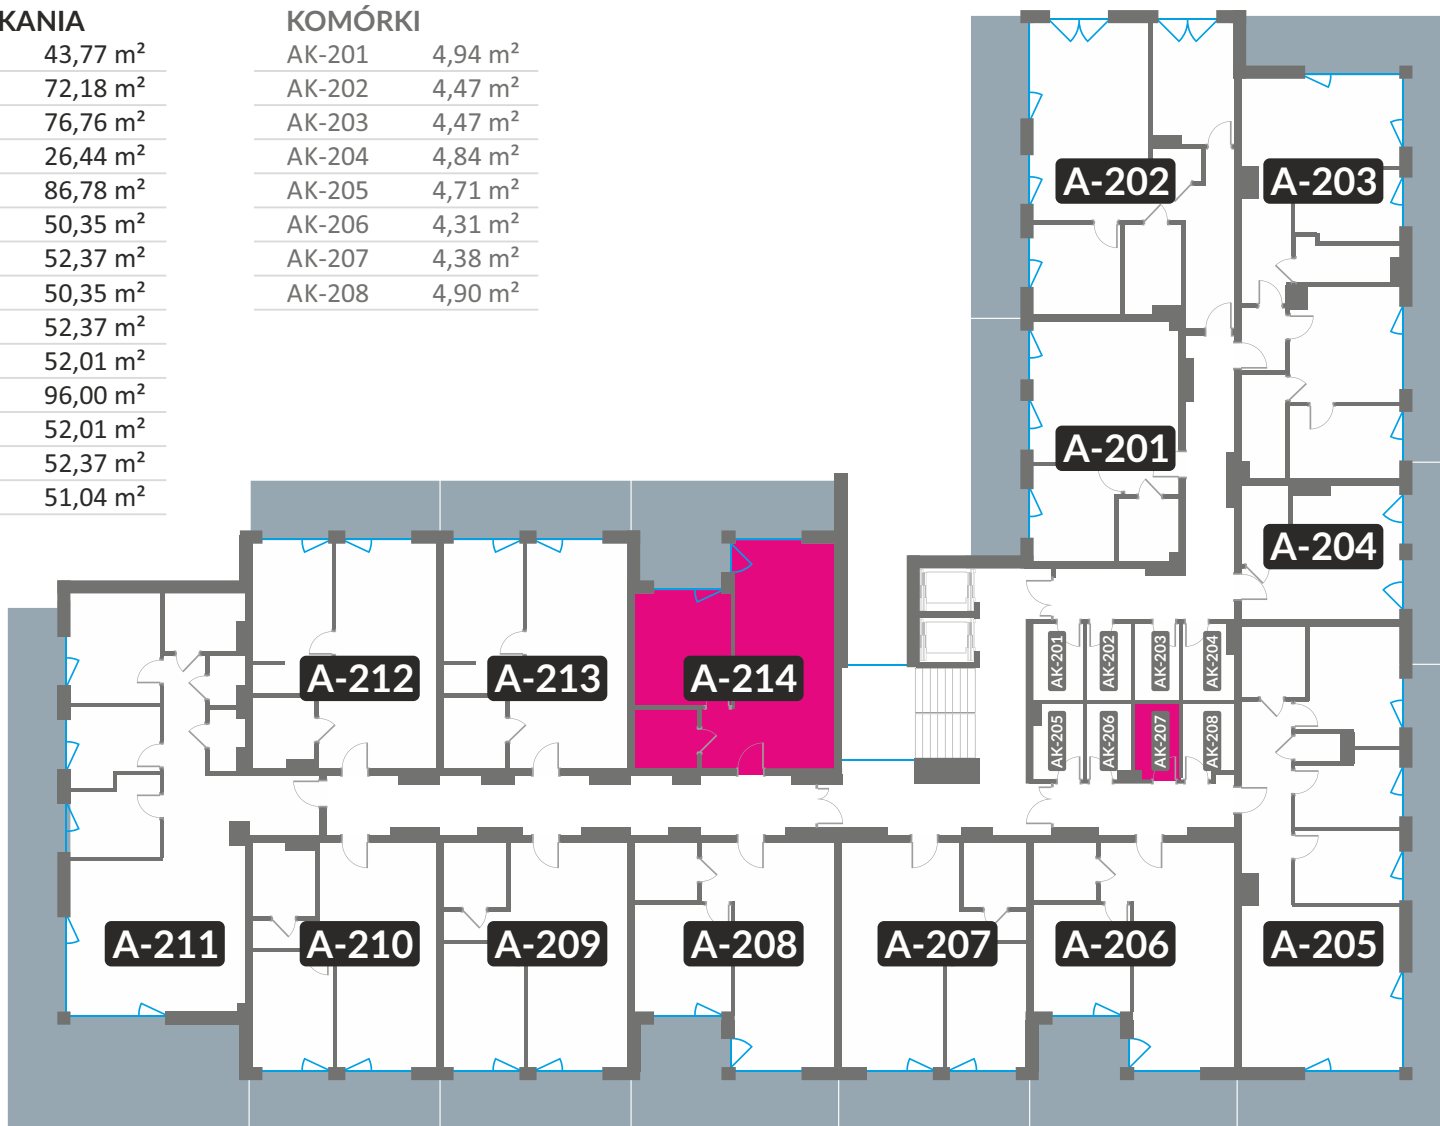 KANIA
43,77 m²
72,18 m²
76,76 m²
26,44 m²
86,78 m²
50,35 m²
52,37 m²
50,35 m²
52,37 m²
52,01 m²
96,00 m²
52,01 m²
52,37 m²
51,04 m²
KOMÓRKI
AK-201 4,94 m²
AK-202 4,47 m²
AK-203 4,47 m²
AK-204 4,84 m²
AK-205 4,71 m²
AK-206 4,31 m²
AK-207 4,38 m²
AK-208 4,90 m²
A-202
A-203
A-201
A-204
AK-201
AK-202
AK-203
AK-204
A-212
A-213
A-214
AK-205
AK-206
AK-207
AK-208
A-211
A-210
A-209
A-208
A-207
A-206
A-205